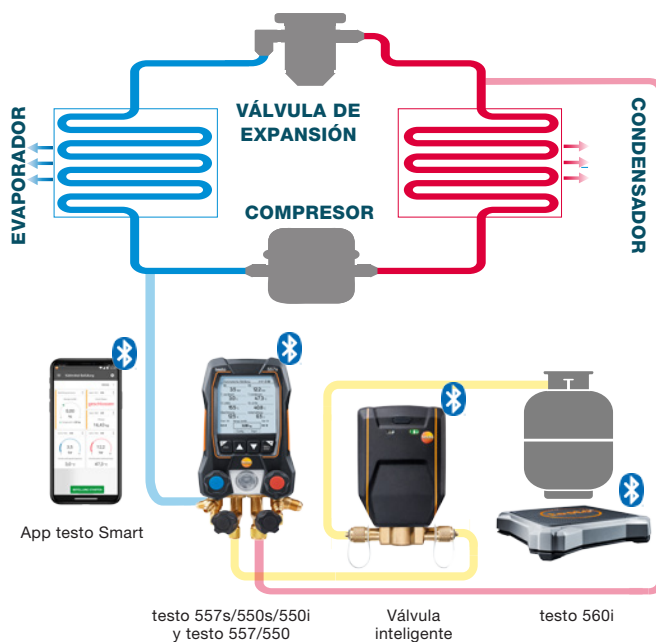 VÁLVULA DE
EXPANSIÓN
EVAPORADOR
CONDENSADOR
COMPRESOR
App testo Smart
testo 557s/550s/550i
y testo 557/550
Válvula
inteligente
testo 560i